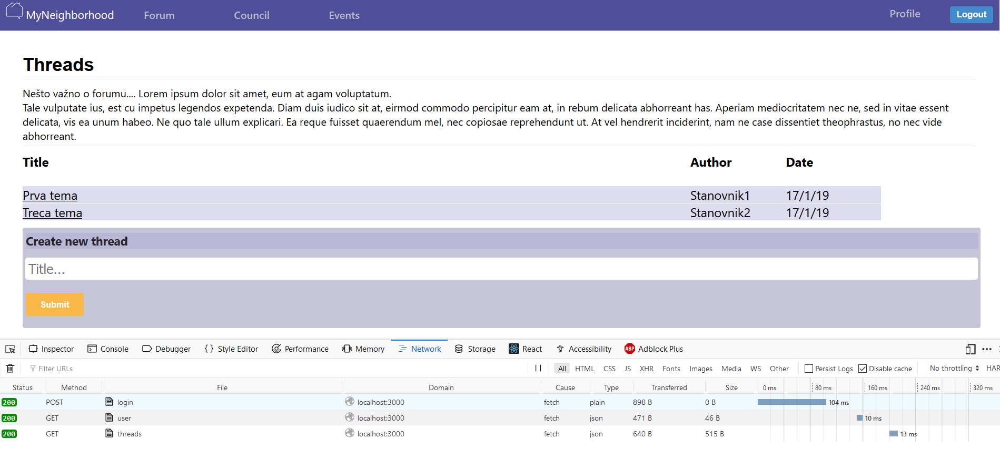 MyNeighborhood Forum Council Events Profile Logout
Threads
Nešto važno o forumu.... Lorem ipsum dolor sit amet, eum at agam voluptatum.
Tale vulputate ius, est cu impetus legendos expetenda. Diam duis iudico sit at, eirmod commodo percipitur eam at, in rebum delicata abhorreant has. Aperiam mediocritatem nec ne, sed in vitae essent
delicata, vis ea unum habeo. Ne quo tale ullum explicari. Ea reque fuisset quaerendum mel, nec copiosae reprehendunt ut. At vel hendrerit inciderint, nam ne case dissentiet theophrastus, no nec vide
abhorreant.
Title Author Date
Prva tema Stanovnik1 17/1/19
Treca tema Stanovnik2 17/1/19
Create new thread
Title...
Submit
Inspector Console Debugger Style Editor Performance Memory Network Storage React Accessibility ABP Adblock Plus
Filter URLs All HTML CSS JS XHR Fonts Images Media WS Other Persist Logs Disable cache No throttling HAR
Status Method File Domain Cause Type Transferred Size 0 ms 80 ms 160 ms 240 ms 320 ms
200 POST login localhost:3000 fetch plain 898 B 0 B 104 ms
200 GET user localhost:3000 fetch json 471 B 46 B 10 ms
200 GET threads localhost:3000 fetch json 640 B 515 B 13 ms